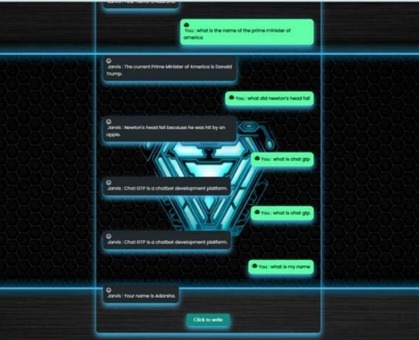 You : what is the name of the prime minister of
america
Jarvis : The current Prime Minister of America is Donald
Trump.
You : what did newton's head fall
Jarvis : Newton's head fell because he was hit by an
apple.
You : what is chat gtp
Jarvis : Chat GTP is a chatbot development platform.
You : what is chat gtp
Jarvis : Chat GTP is a chatbot development platform.
You : what is my name
Jarvis : Your name is Adarsha.
Click to write